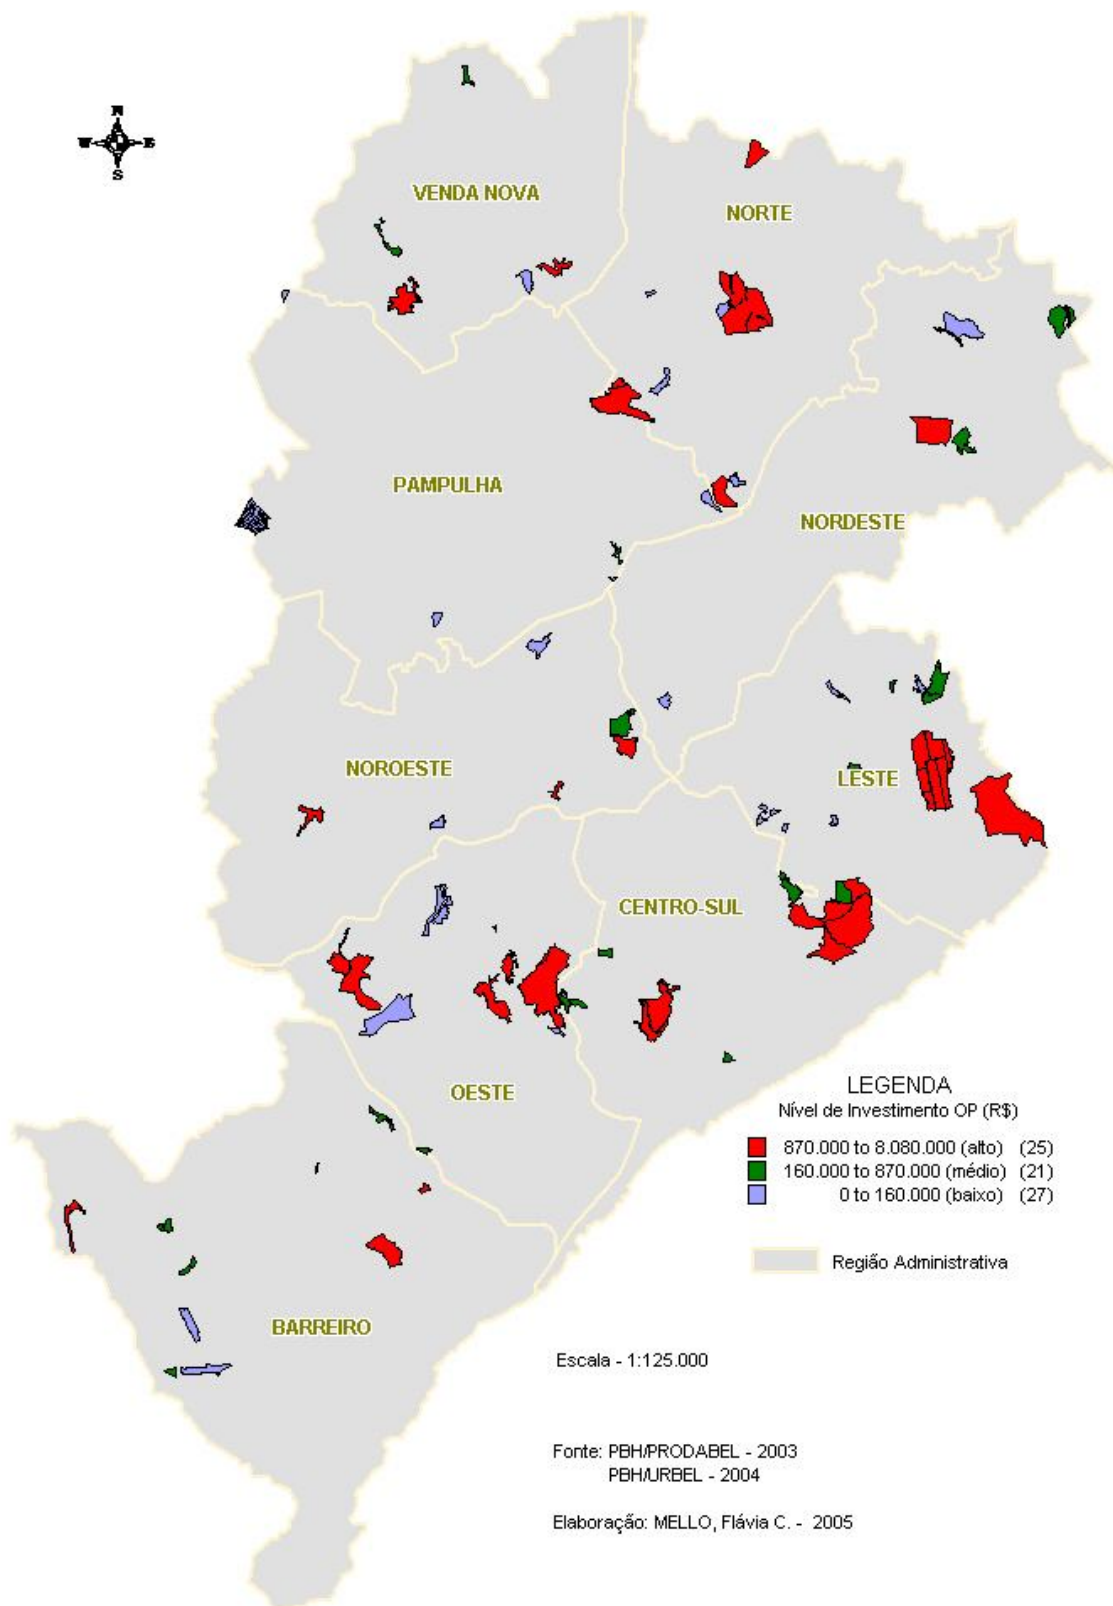 N
W E
S
VENDA NOVA
NORTE
PAMPULHA
NORDESTE
NOROESTE
LESTE
CENTRO-SUL
OESTE
LEGENDA
Nível de Investimento OP (R$)
870.000 to 8.080.000 (alto) (25)
160.000 to 870.000 (médio) (21)
0 to 160.000 (baixo) (27)
Região Administrativa
BARREIRO
Escala - 1:125.000
Fonte: PBH/PRODABEL - 2003
PBH/URBEL - 2004
Elaboração: MELLO, Flávia C. - 2005